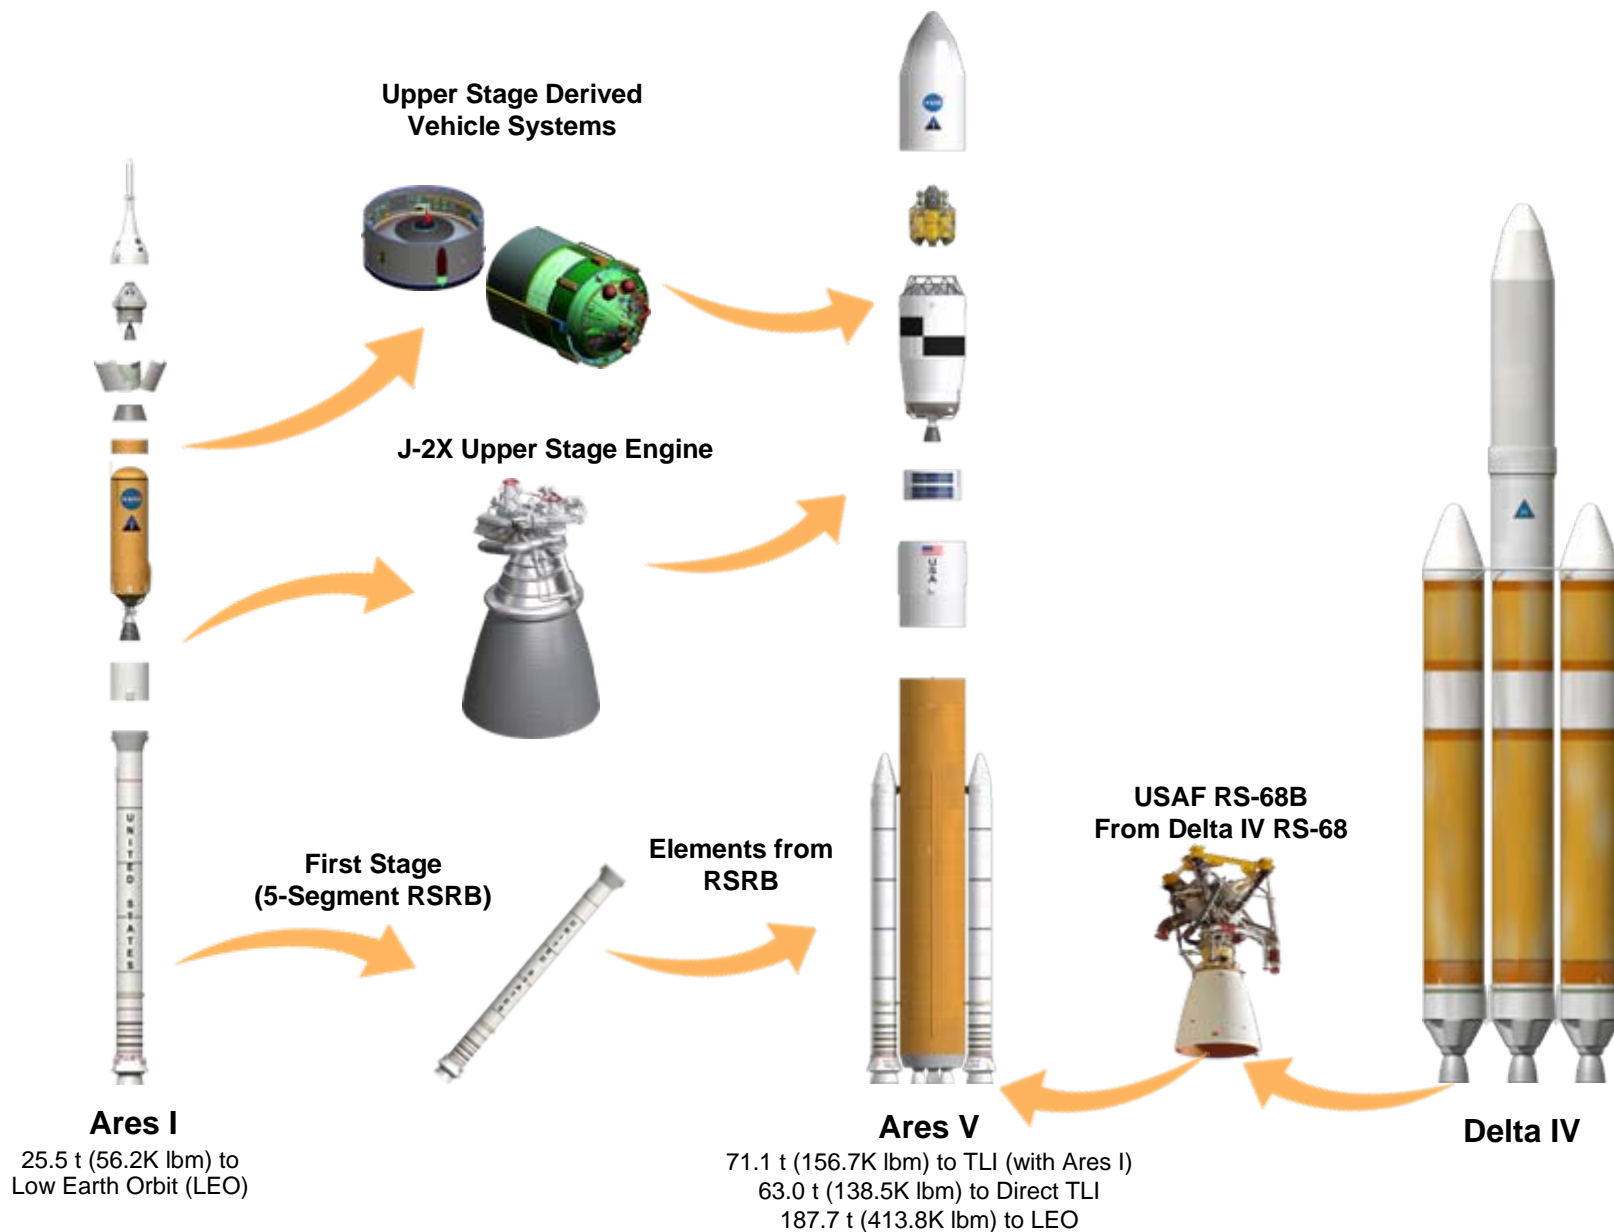 Upper Stage Derived
Vehicle Systems
J-2X Upper Stage Engine
USA
UNITED STATES
First Stage
(5-Segment RSRB)
Elements from
RSRB
USAF RS-68B
From Delta IV RS-68
Ares I
25.5 t (56.2K lbm) to
Low Earth Orbit (LEO)
Ares V
71.1 t (156.7K lbm) to TLI (with Ares I)
63.0 t (138.5K lbm) to Direct TLI
187.7 t (413.8K lbm) to LEO
Delta IV